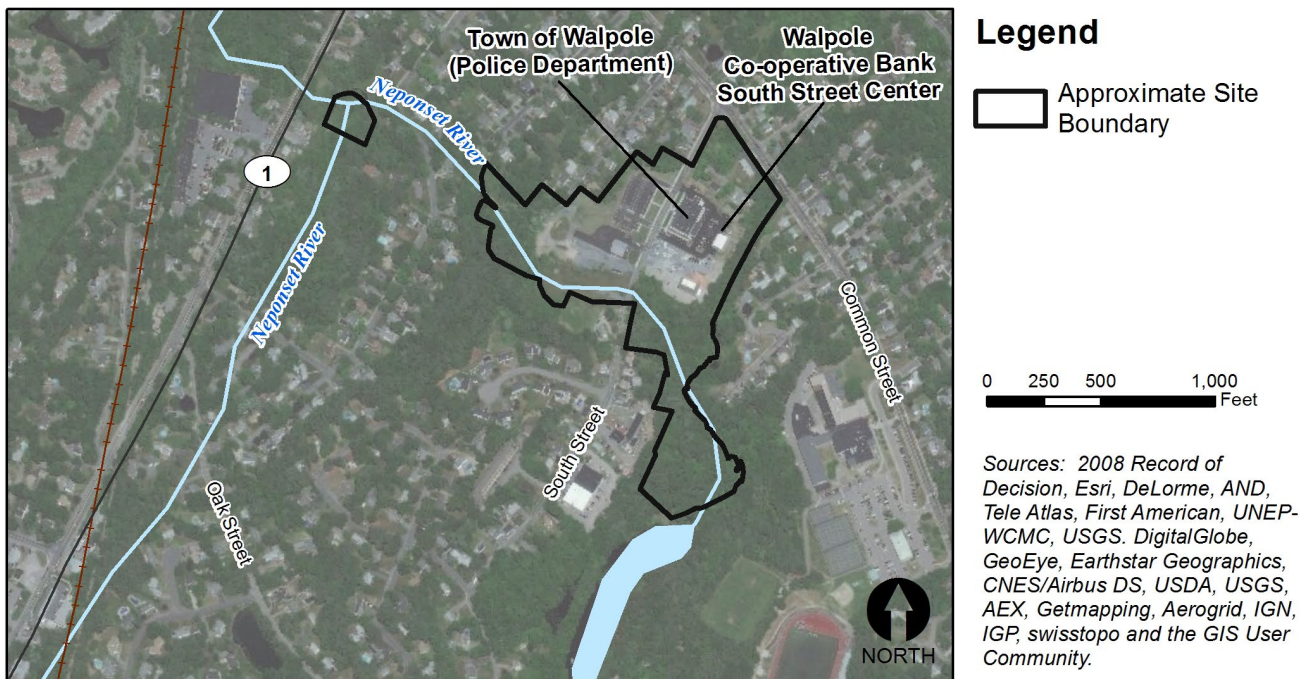 Town of Walpole
(Police Department)
Walpole
Co-operative Bank
South Street Center
Neponset River
1
Neponset River
Common Street
South Street
Oak Street
NORTH
Legend
Approximate Site
Boundary
0 250 500 1,000
Feet
Sources: 2008 Record of
Decision, Esri, DeLorme, AND,
Tele Atlas, First American, UNEP-
WCMC, USGS. DigitalGlobe,
GeoEye, Earthstar Geographics,
CNES/Airbus DS, USDA, USGS,
AEX, Getmapping, Aerogrid, IGN,
IGP, swisstopo and the GIS User
Community.